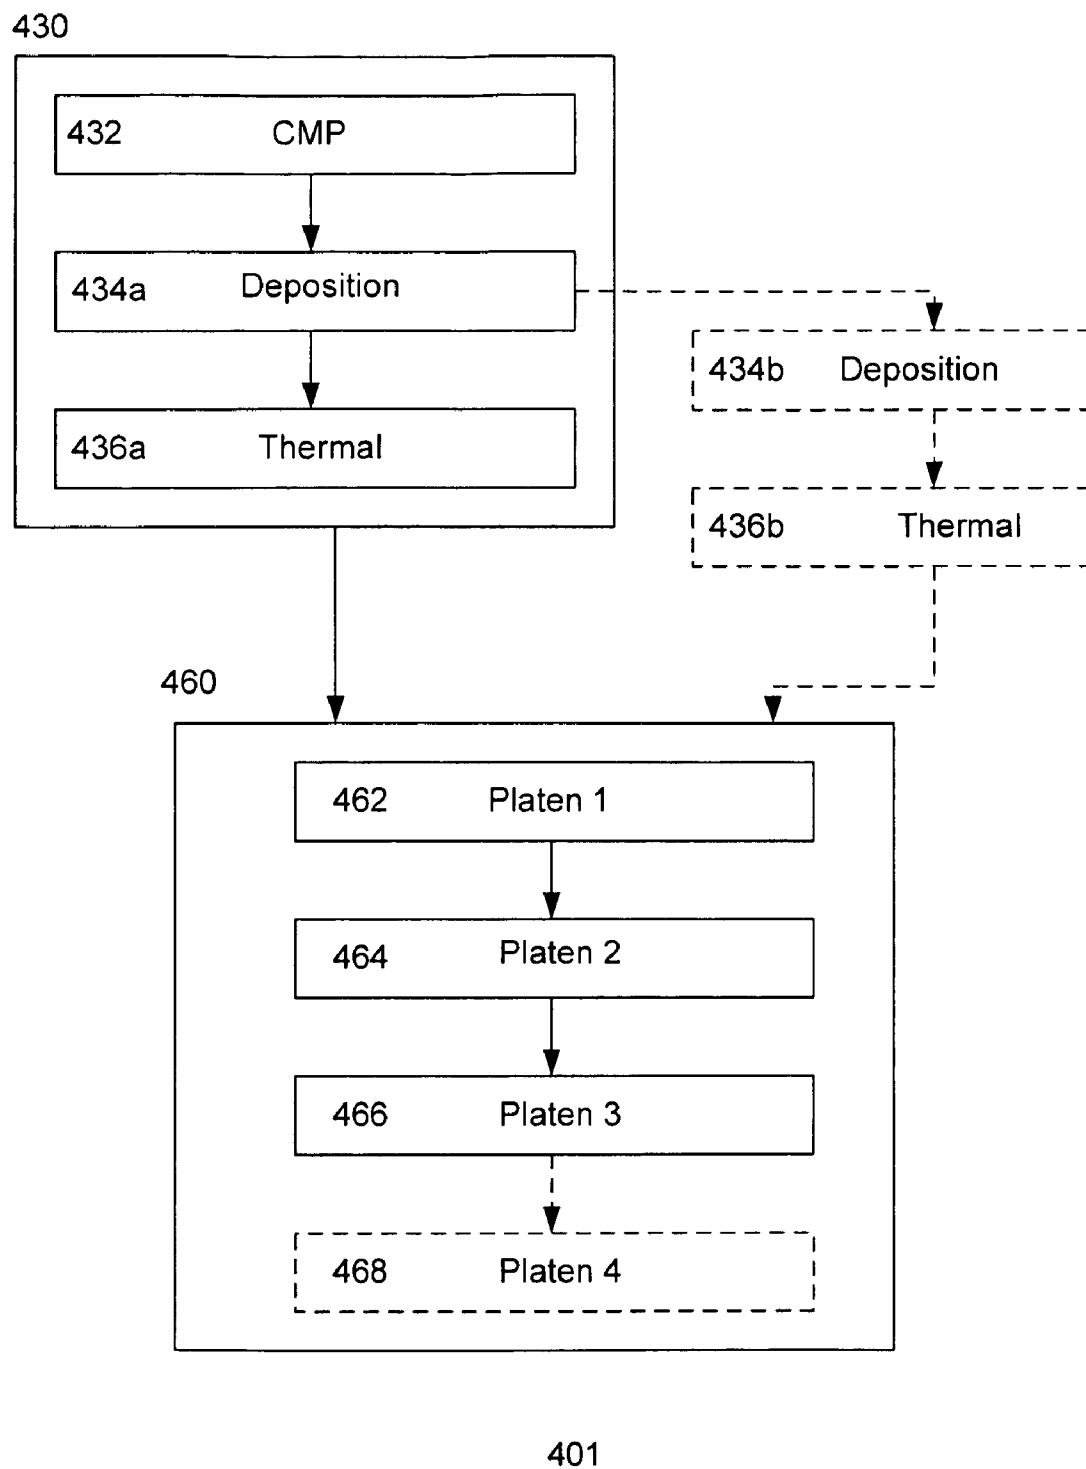 430
432 CMP
434a Deposition
436a Thermal
434b Deposition
436b Thermal
460
462 Platen 1
464 Platen 2
466 Platen 3
468 Platen 4
401